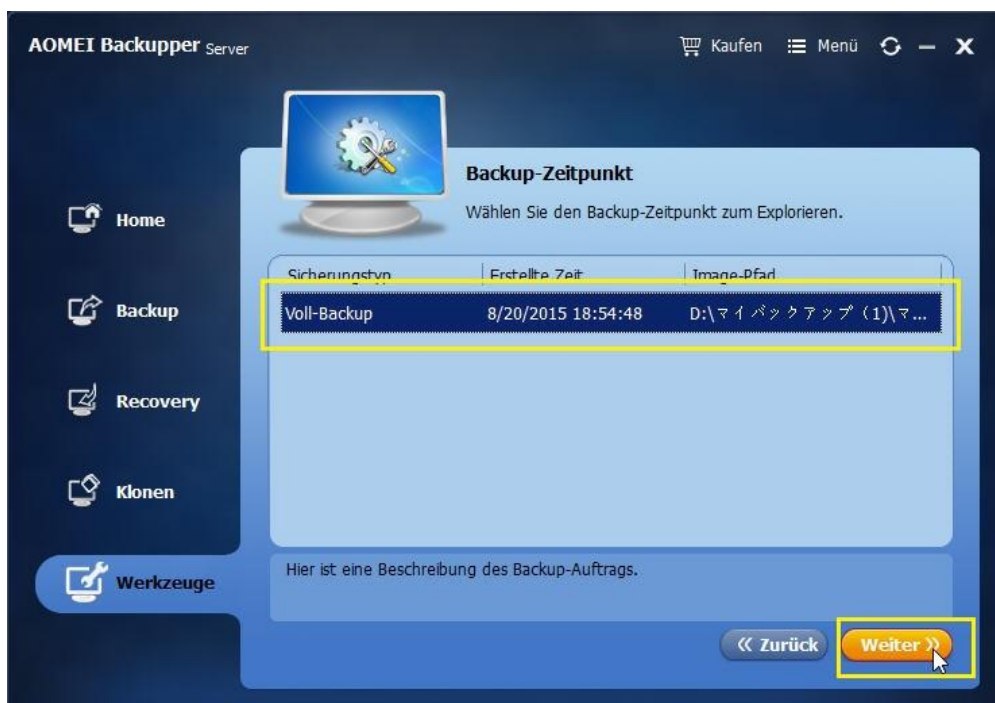 AOMEI Backupper Server
Kaufen Menü
Backup-Zeitpunkt
Wählen Sie den Backup-Zeitpunkt zum Explorieren.
Home
Backup
Recovery
Klonen
Werkzeuge
Sicherungstyp Erstellte Zeit Image-Pfad
Voll-Backup 8/20/2015 18:54:48 D:\マイバックアップ(1)\マ...
Hier ist eine Beschreibung des Backup-Auftrags.
« Zurück Weiter »